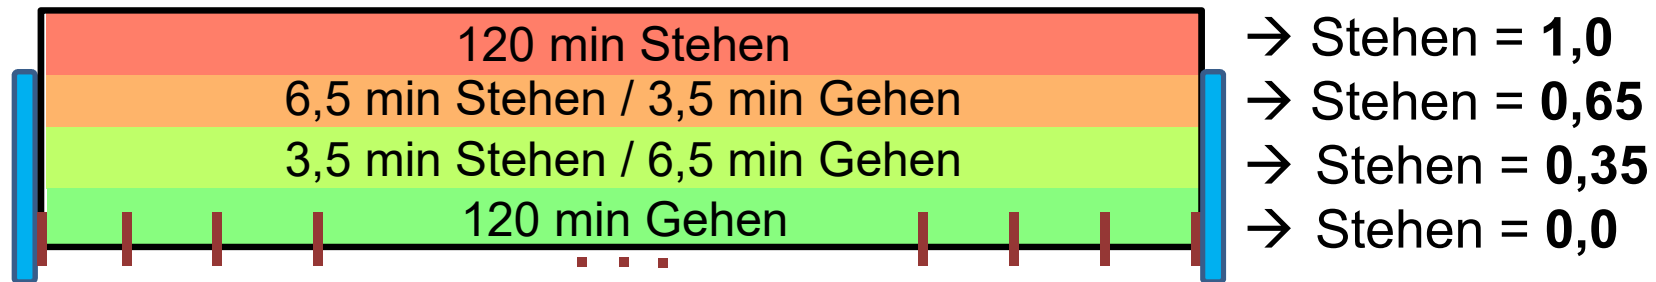 120 min Stehen → Stehen = 1,0
6,5 min Stehen / 3,5 min Gehen → Stehen = 0,65
3,5 min Stehen / 6,5 min Gehen → Stehen = 0,35
120 min Gehen → Stehen = 0,0